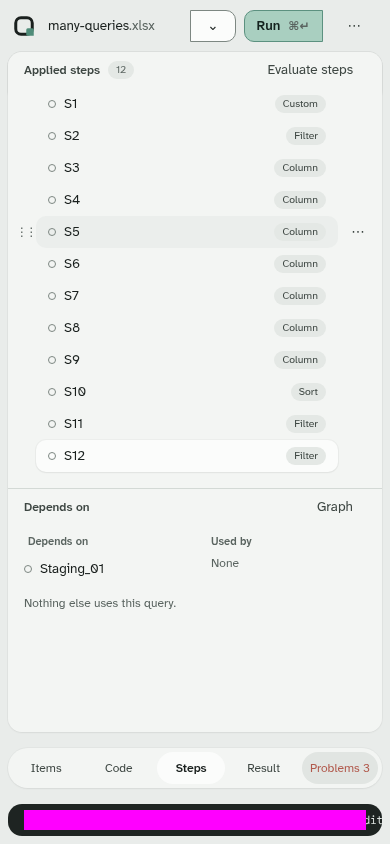 many-queries.xlsx
Run ⌘↵
Applied steps 12
Evaluate steps
S1 Custom
S2 Filter
S3 Column
S4 Column
S5 Column
S6 Column
S7 Column
S8 Column
S9 Column
S10 Sort
S11 Filter
S12 Filter
Depends on
Graph
Depends on
Used by
Staging_01
None
Nothing else uses this query.
Items Code Steps Result Problems 3